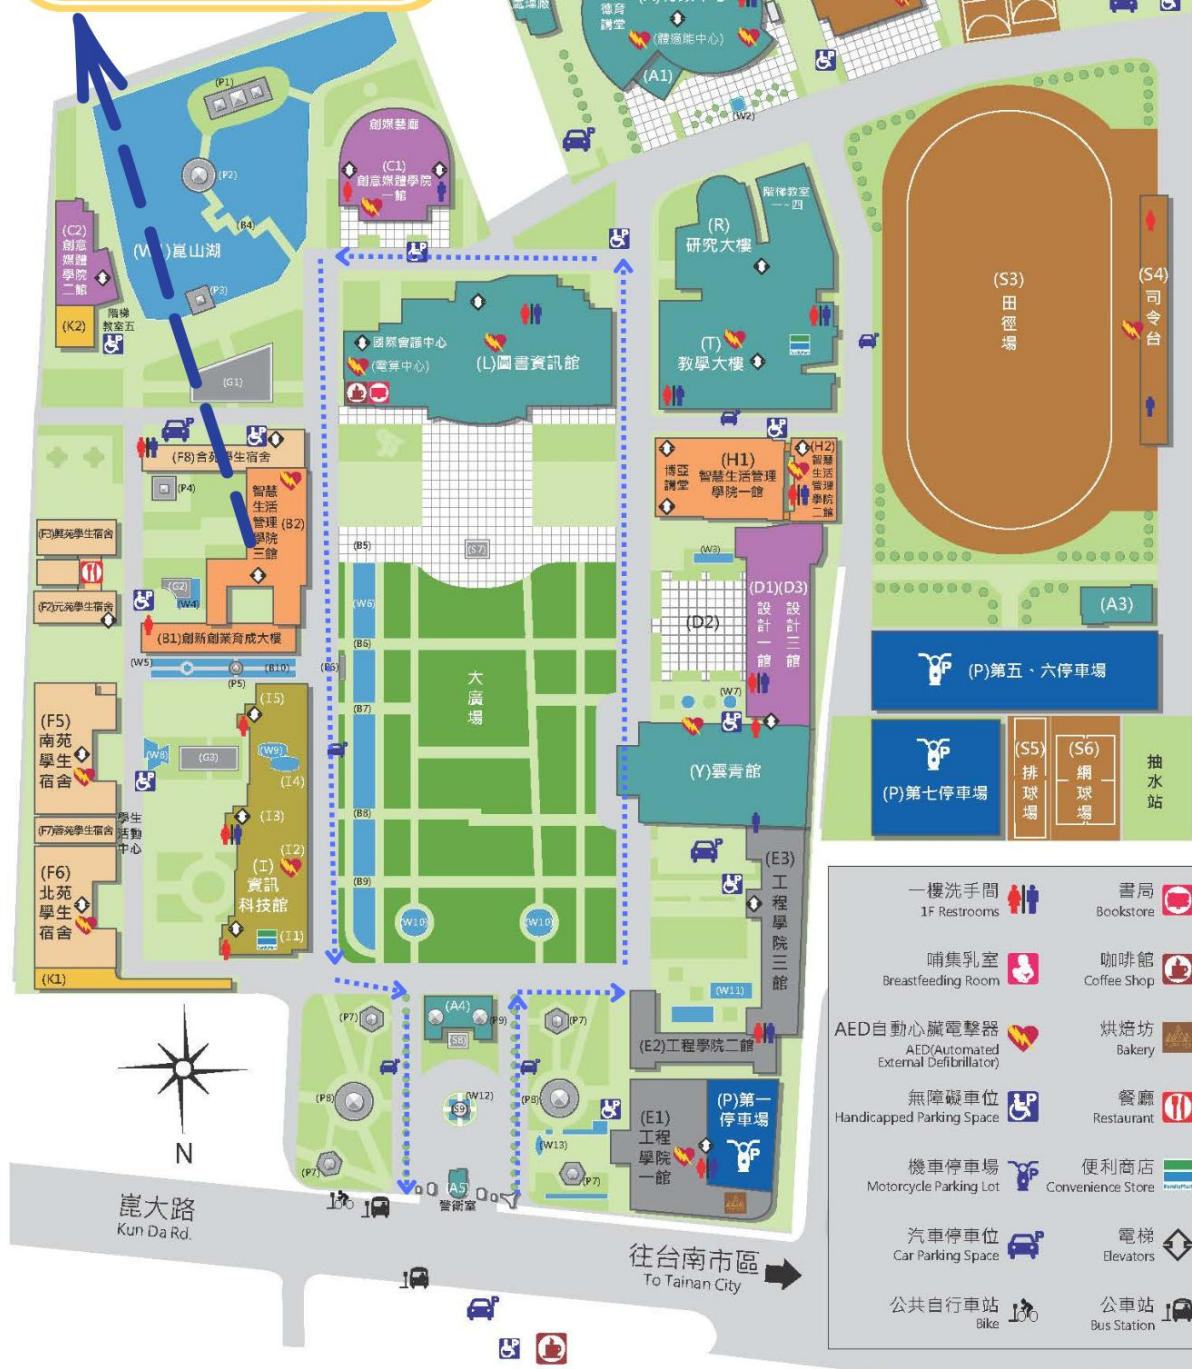 德育
講堂
(體適能中心)
(A1)
(W2)
(P1)
(P2)
(B4)
(P3)
崑山湖
創媒藝廊
(C1)
創意媒體學院
一館
(C2)
創意
媒體
學院
二館
(K2)
階梯
教室五
(G1)
國際會議中心
(電算中心)
(L)圖書資訊館
(R)
研究大樓
階梯教室
一~四
(T)
教學大樓
(S3)
田徑場
(S4)
司令台
(F8)含苑學生宿舍
(P4)
智慧
生活
管理
學院
三館
(B2)
(F3)興苑學生宿舍
(F2)元苑學生宿舍
(G2)
(W4)
(B1)創新創業育成大樓
(W5)
(P5)
(B10)
(B5)
(S7)
(W6)
(B6)
(P6)
(B7)
(B8)
(B9)
大廣場
(W10)
(W10)
博亞
講堂
(H1)
智慧生活管理
學院一館
(H2)
智慧
生活
管理
學院
二館
(W3)
(D1)(D3)
設計一館
設計三館
(D2)
(W7)
(Y)雲青館
(A3)
(P)第五、六停車場
(P)第七停車場
(S5)
排球場
(S6)
網球場
抽水站
(F5)
南苑
學生
宿舍
(W8)
(G3)
(W9)
(I5)
(I4)
(I3)
(I2)
(I)
資訊
科技館
(I1)
學生
活動
中心
(F6)
北苑
學生
宿舍
(K1)
(E3)
工程學院三館
(W11)
(E2)工程學院二館
(E1)
工程
學院
一館
(P)第一
停車場
(A4)
(P9)
(S8)
(P7)
(P7)
(P8)
(P8)
(S9)
(W12)
(W13)
(P7)
(P7)
(A5)
警衛室
N
崑大路
Kun Da Rd.
往台南市區
To Tainan City
一樓洗手間
1F Restrooms
書局
Bookstore
哺集乳室
Breastfeeding Room
咖啡館
Coffee Shop
AED自動心臟電擊器
AED(Automated
External Defibrillator)
烘焙坊
Bakery
無障礙車位
Handicapped Parking Space
餐廳
Restaurant
機車停車場
Motorcycle Parking Lot
便利商店
Convenience Store
汽車停車位
Car Parking Space
電梯
Elevators
公共自行車站
Bike
公車站
Bus Station